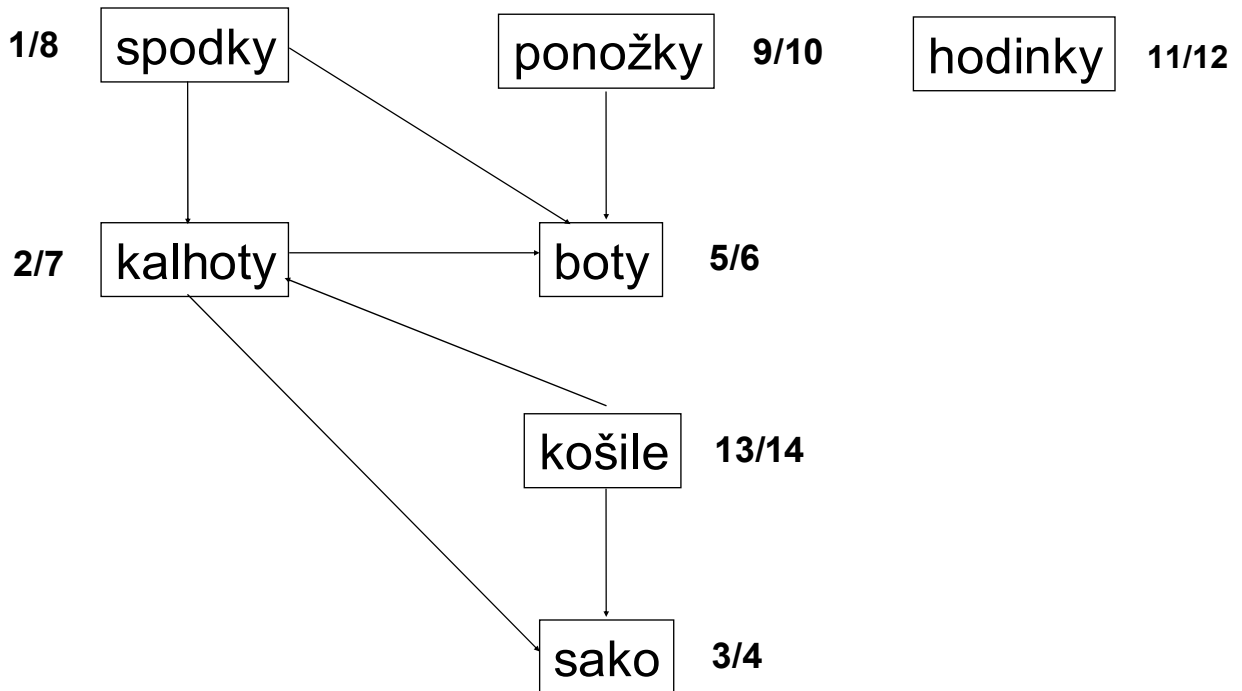 1/8 spodky ponožky 9/10 hodinky 11/12
2/7 kalhoty boty 5/6
košile 13/14
sako 3/4